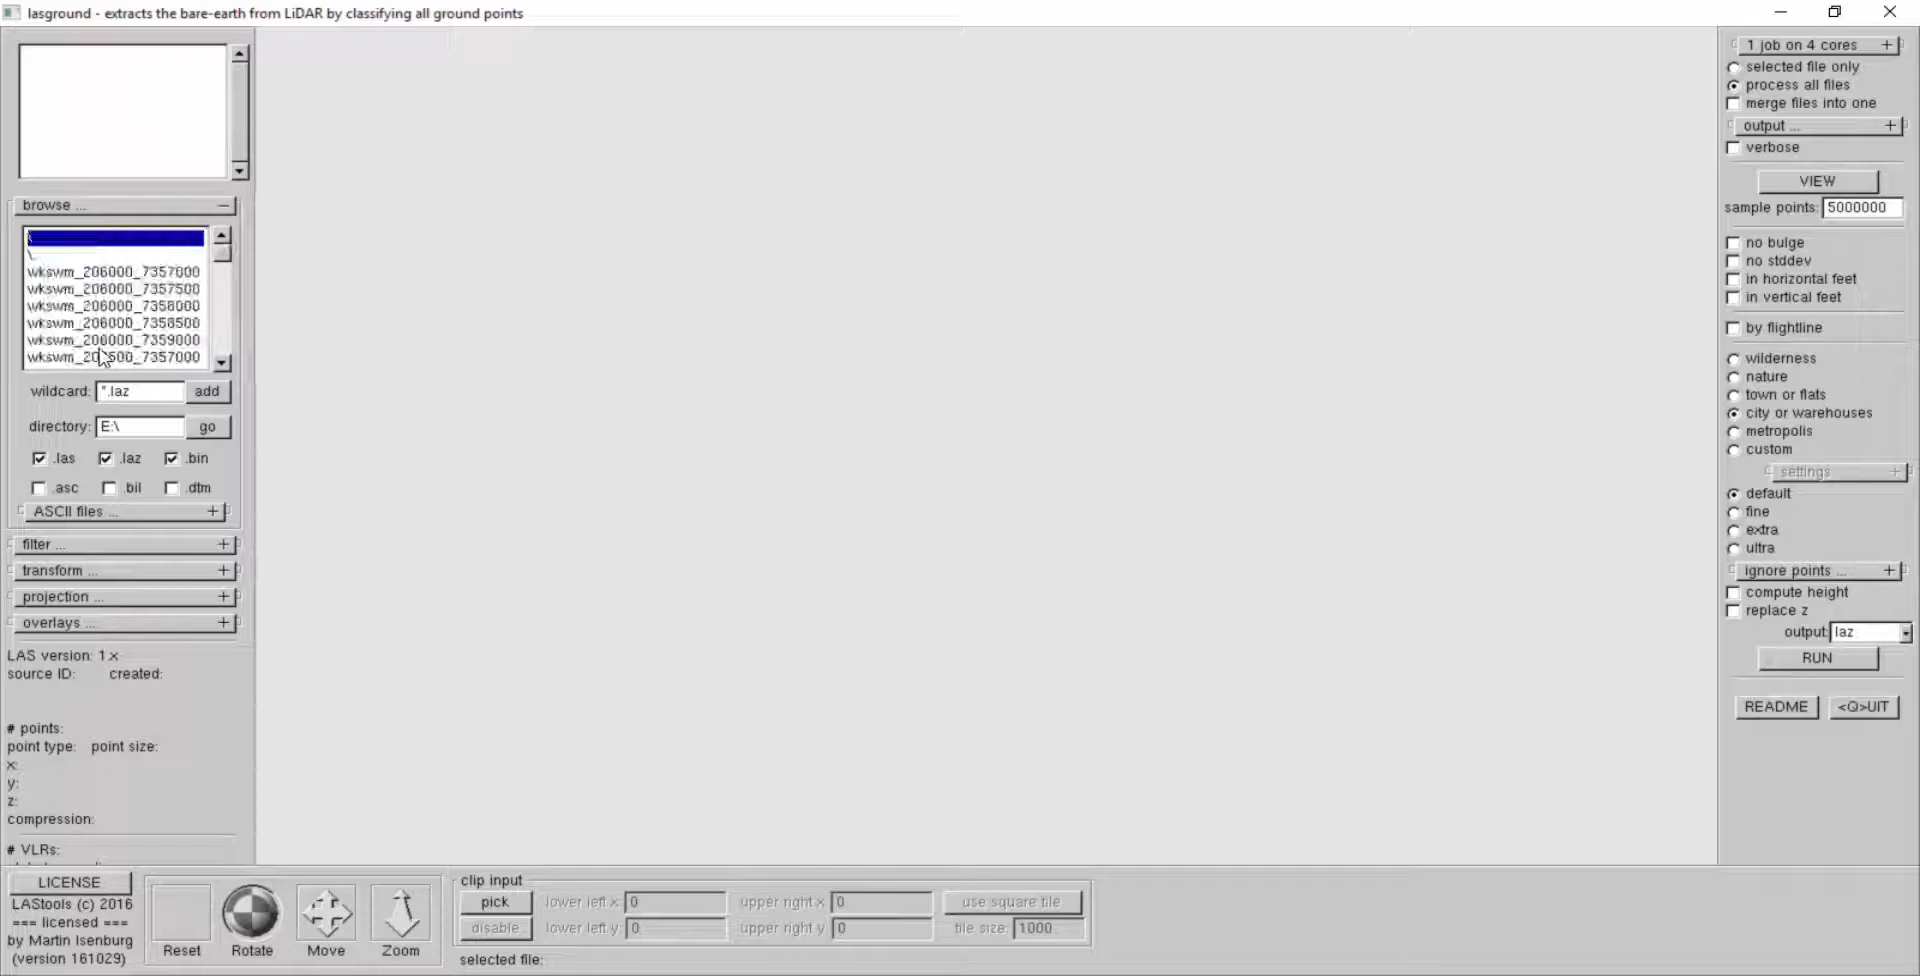 lasground - extracts the bare-earth from LiDAR by classifying all ground points
browse ...
\
wkswm_206000_7357000
wkswm_206000_7357500
wkswm_206000_7358000
wkswm_206000_7358500
wkswm_206000_7359000
wkswm_206500_7357000
wildcard: *.laz add
directory: E:\ go
.las .laz .bin
.asc .bil .dtm
ASCII files ... +
filter ... +
transform ... +
projection ... +
overlays ... +
LAS version: 1.x
source ID: created:
# points:
point type: point size:
x:
y:
z:
compression:
# VLRs:
LICENSE
LAStools (c) 2016
=== licensed ===
by Martin Isenburg
(version 161029)
Reset Rotate Move Zoom
clip input
pick lower left x: 0 upper right x 0 use square tile
disable lower left y: 0 upper right y 0 tile size: 1000
selected file:
1 job on 4 cores +
selected file only
process all files
merge files into one
output ... +
verbose
VIEW
sample points: 5000000
no bulge
no stddev
in horizontal feet
in vertical feet
by flightline
wilderness
nature
town or flats
city or warehouses
metropolis
custom
settings +
default
fine
extra
ultra
ignore points ... +
compute height
replace z
output: laz
RUN
README <Q>UIT